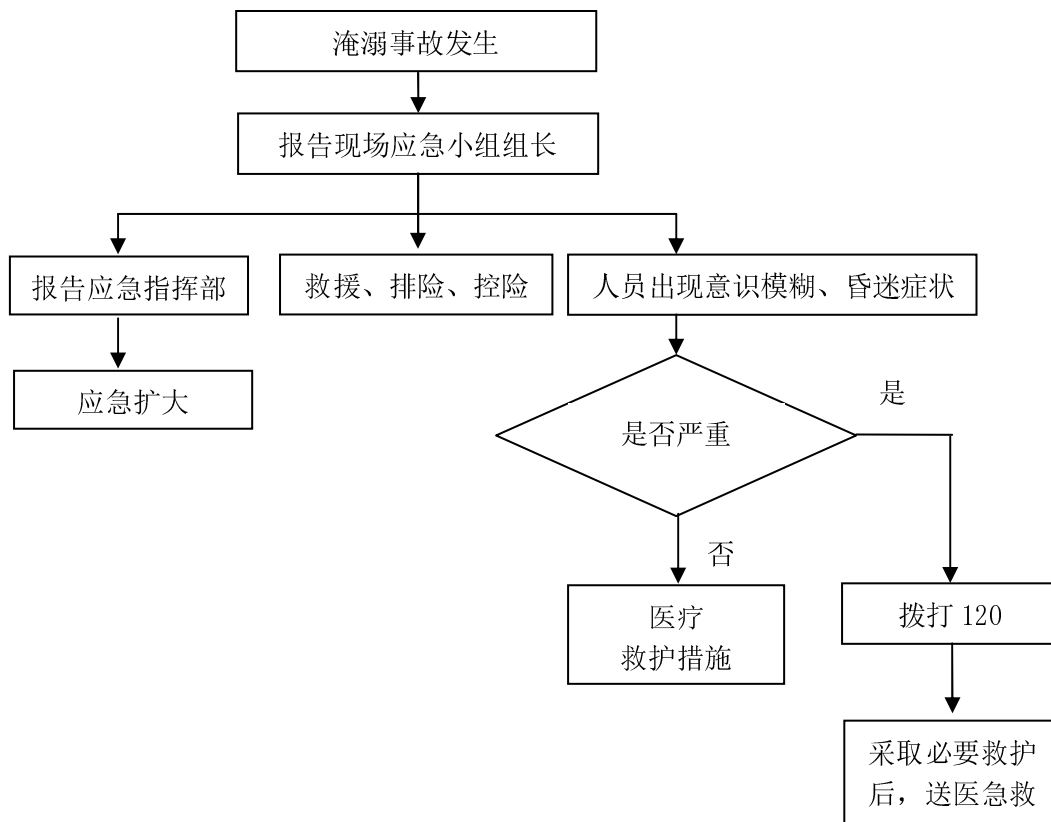 淹溺事故发生
报告现场应急小组组长
报告应急指挥部
救援、排险、控险
人员出现意识模糊、昏迷症状
应急扩大
是否严重
是
否
医疗
救护措施
拨打 120
采取必要救护
后，送医急救